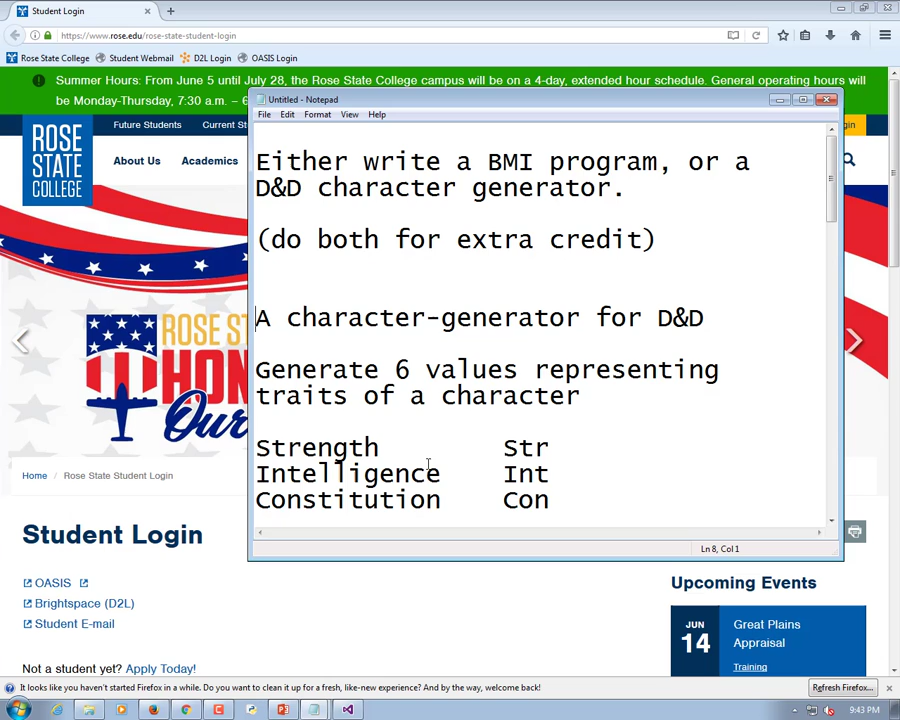 Student Login
https://www.rose.edu/rose-state-student-login
Rose State College Student Webmail D2L Login OASIS Login
Summer Hours: From June 5 until July 28, the Rose State College campus will be on a 4-day, extended hour schedule. General operating hours will
be Monday-Thursday, 7:30 a.m. – 6
Untitled - Notepad
File Edit Format View Help
Future Students Current St
ROSE
STATE
COLLEGE
About Us Academics
Either write a BMI program, or a
D&D character generator.
(do both for extra credit)
A character-generator for D&D
Generate 6 values representing
traits of a character
Strength Str
Intelligence Int
Constitution Con
Ln 8, Col 1
ROSE ST
HON
Our
Home Rose State Student Login
Student Login
OASIS
Brightspace (D2L)
Student E-mail
Not a student yet? Apply Today!
Upcoming Events
JUN
14
Great Plains
Appraisal
Training
It looks like you haven't started Firefox in a while. Do you want to clean it up for a fresh, like-new experience? And by the way, welcome back!
Refresh Firefox...
9:43 PM